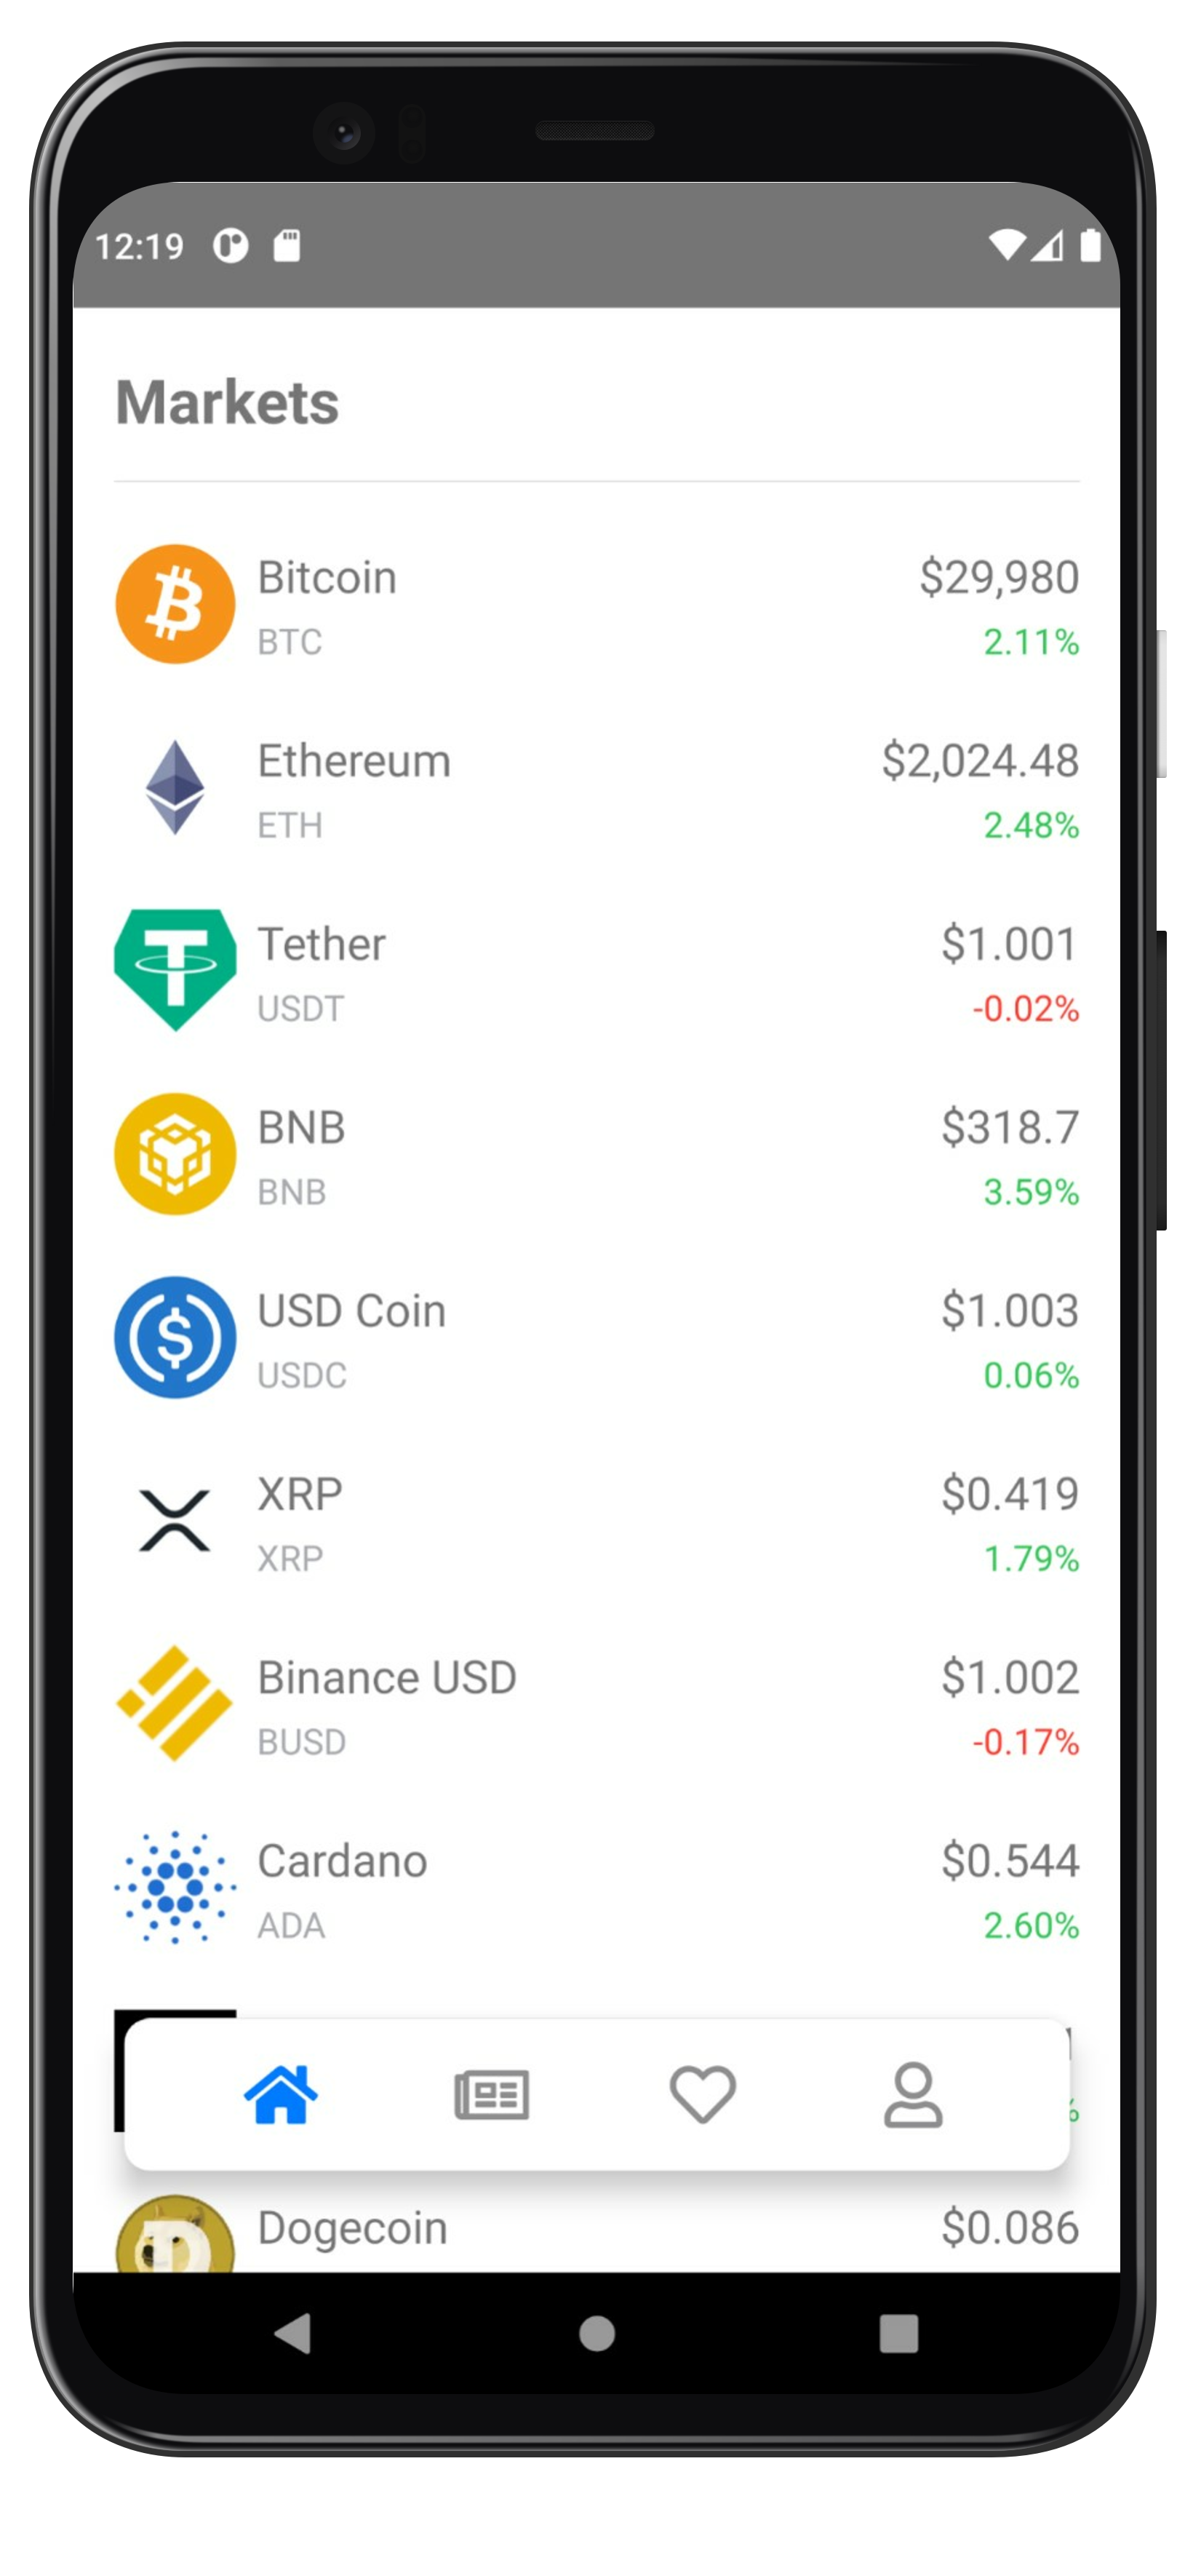 12:19
Markets
Bitcoin $29,980
BTC 2.11%
Ethereum $2,024.48
ETH 2.48%
Tether $1.001
USDT -0.02%
BNB $318.7
BNB 3.59%
USD Coin $1.003
USDC 0.06%
XRP $0.419
XRP 1.79%
Binance USD $1.002
BUSD -0.17%
Cardano $0.544
ADA 2.60%
%
Dogecoin $0.086